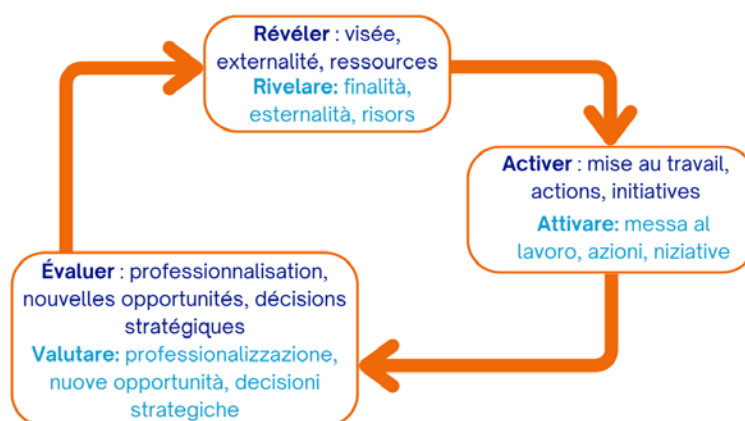 Révéler : visée,
externalité, ressources
Rivelare: finalità,
esternalità, risors
Activer : mise au travail,
actions, initiatives
Attivare: messa al
lavoro, azioni, niziative
Évaluer : professionnalisation,
nouvelles opportunités, décisions
stratégiques
Valutare: professionalizzazione,
nuove opportunità, decisioni
strategiche